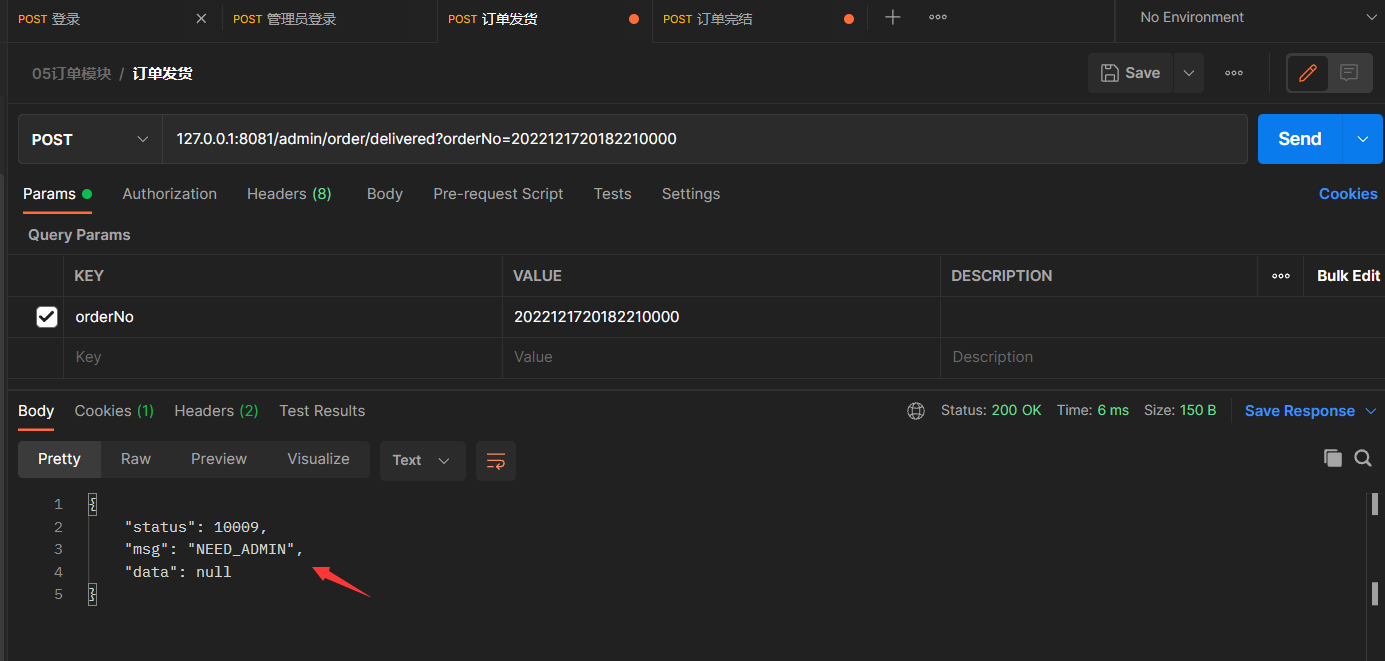 POST 登录
POST 管理员登录
POST 订单发货
POST 订单完结
No Environment
05订单模块 / 订单发货
Save
POST
127.0.0.1:8081/admin/order/delivered?orderNo=2022121720182210000
Send
Params
Authorization
Headers (8)
Body
Pre-request Script
Tests
Settings
Cookies
Query Params
KEY VALUE DESCRIPTION Bulk Edit
orderNo 2022121720182210000
Key Value Description
Body Cookies (1) Headers (2) Test Results
Status: 200 OK Time: 6 ms Size: 150 B Save Response
Pretty Raw Preview Visualize Text
1 {
2 "status": 10009,
3 "msg": "NEED_ADMIN",
4 "data": null
5 }